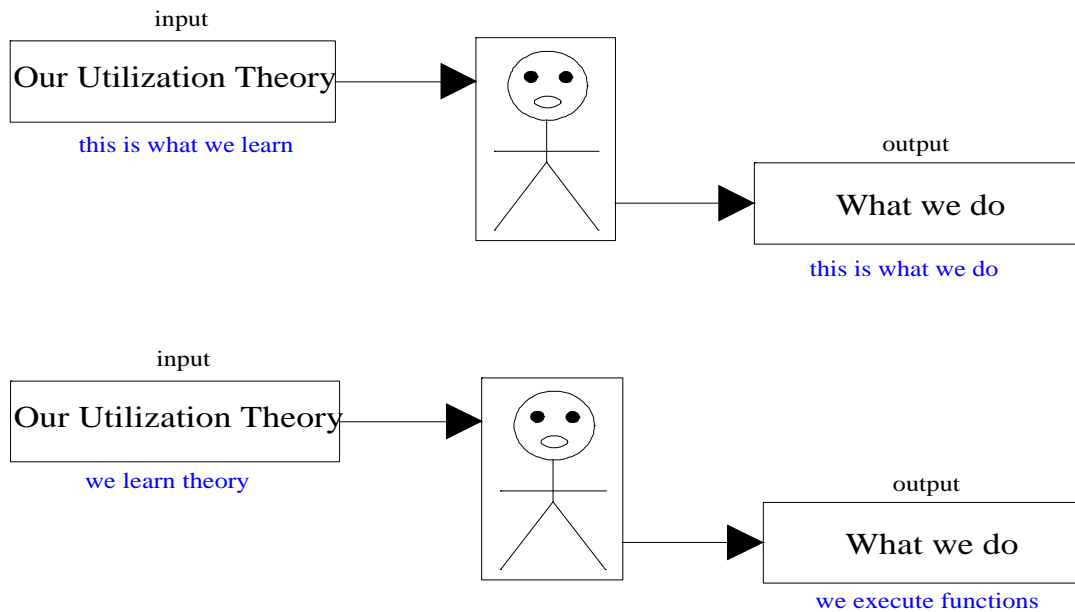 input
Our Utilization Theory
this is what we learn
output
What we do
this is what we do
input
Our Utilization Theory
we learn theory
output
What we do
we execute functions